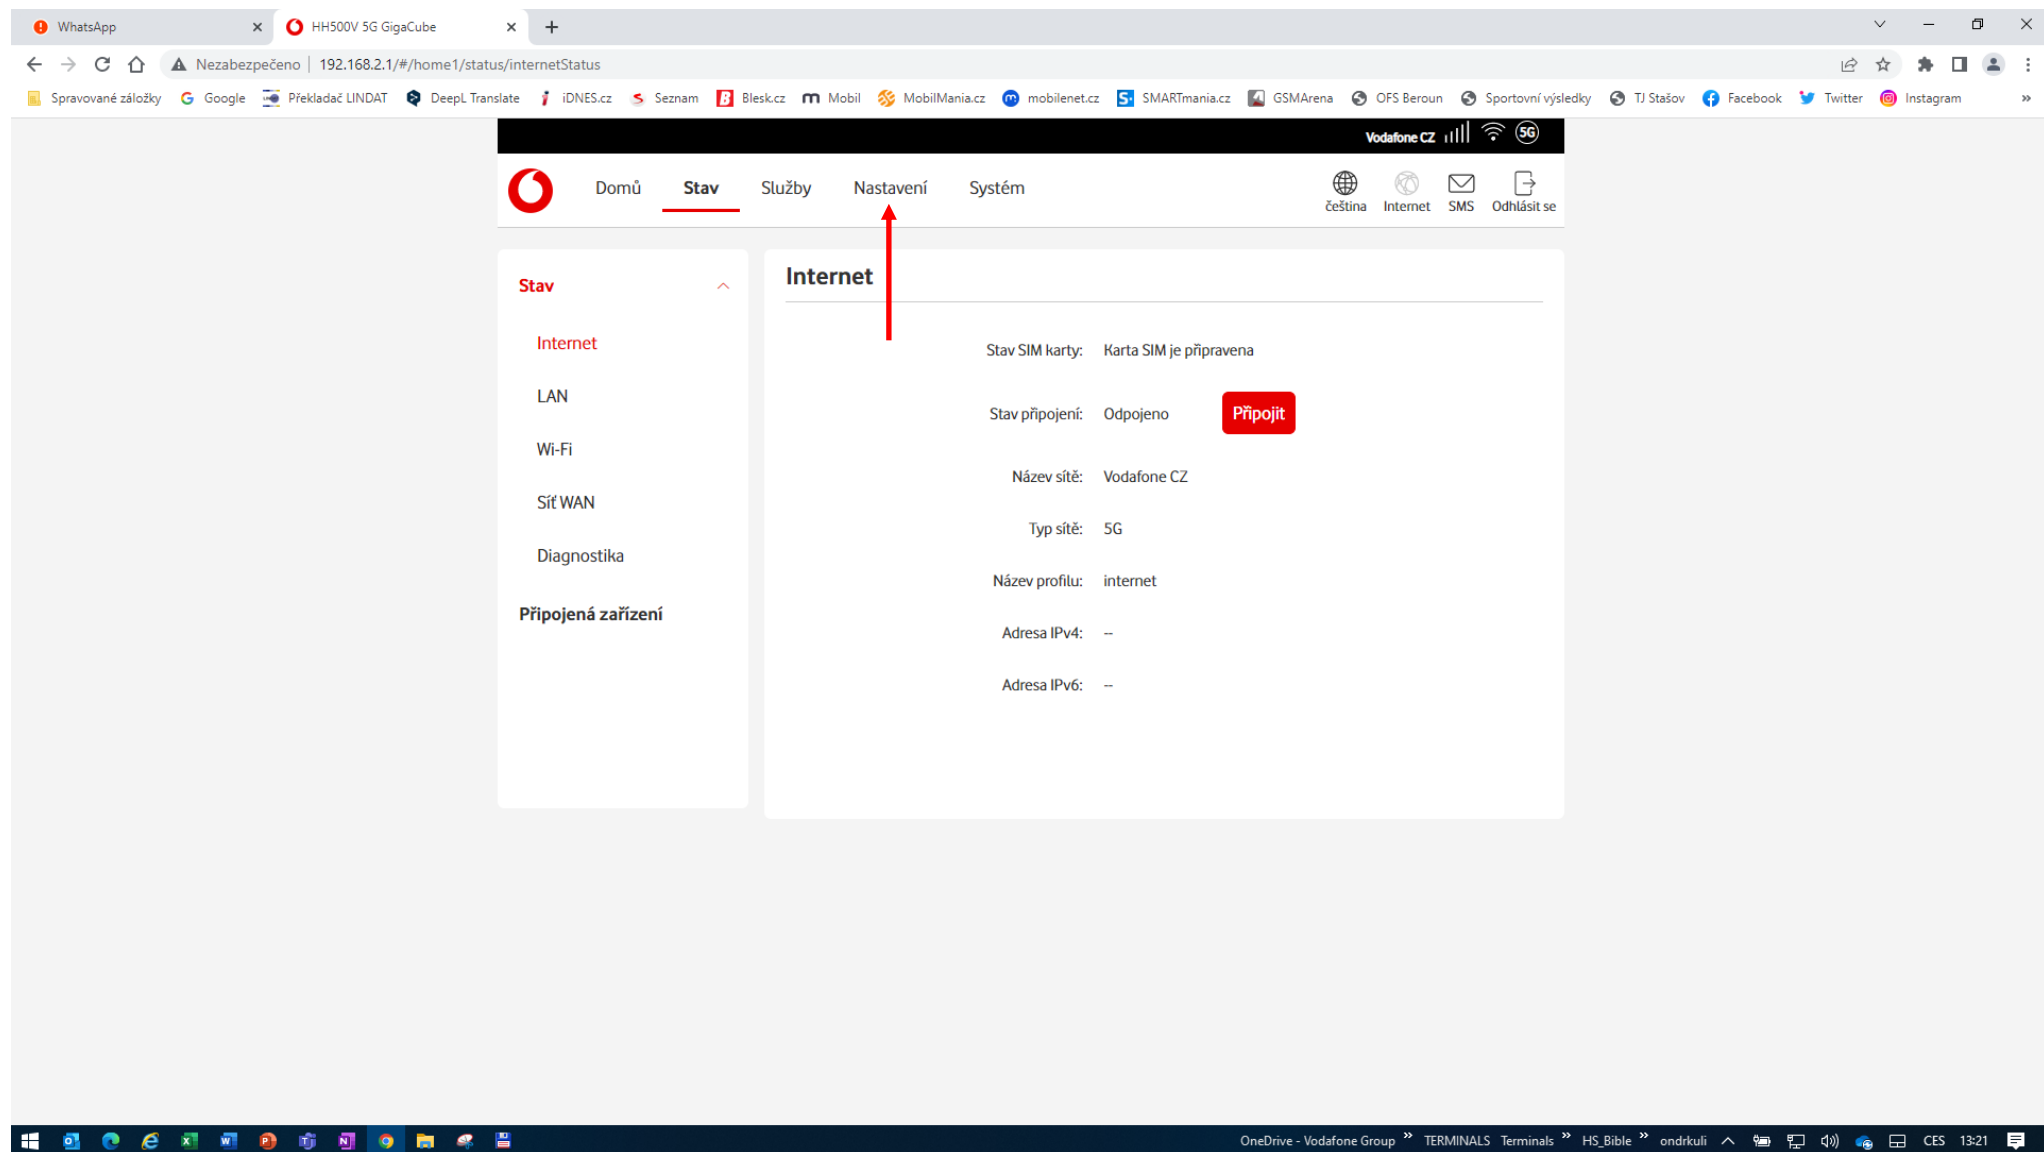 WhatsApp
HH500V 5G GigaCube
Nezabezpečeno | 192.168.2.1/#/home1/status/internetStatus
Spravované záložky Google Překladač LINDAT DeepL Translate iDNES.cz Seznam Blesk.cz Mobil MobilMania.cz mobilenet.cz SMARTmania.cz GSMArena OFS Beroun Sportovní výsledky TJ Stašov Facebook Twitter Instagram »
Vodafone CZ 5G
Domů Stav Služby Nastavení Systém
čeština Internet SMS Odhlásit se
Stav
Internet
LAN
Wi-Fi
Síť WAN
Diagnostika
Připojená zařízení
Internet
Stav SIM karty: Karta SIM je připravena
Stav připojení: Odpojeno Připojit
Název sítě: Vodafone CZ
Typ sítě: 5G
Název profilu: internet
Adresa IPv4: --
Adresa IPv6: --
OneDrive - Vodafone Group » TERMINALS Terminals » HS_Bible » ondrkuli CES 13:21